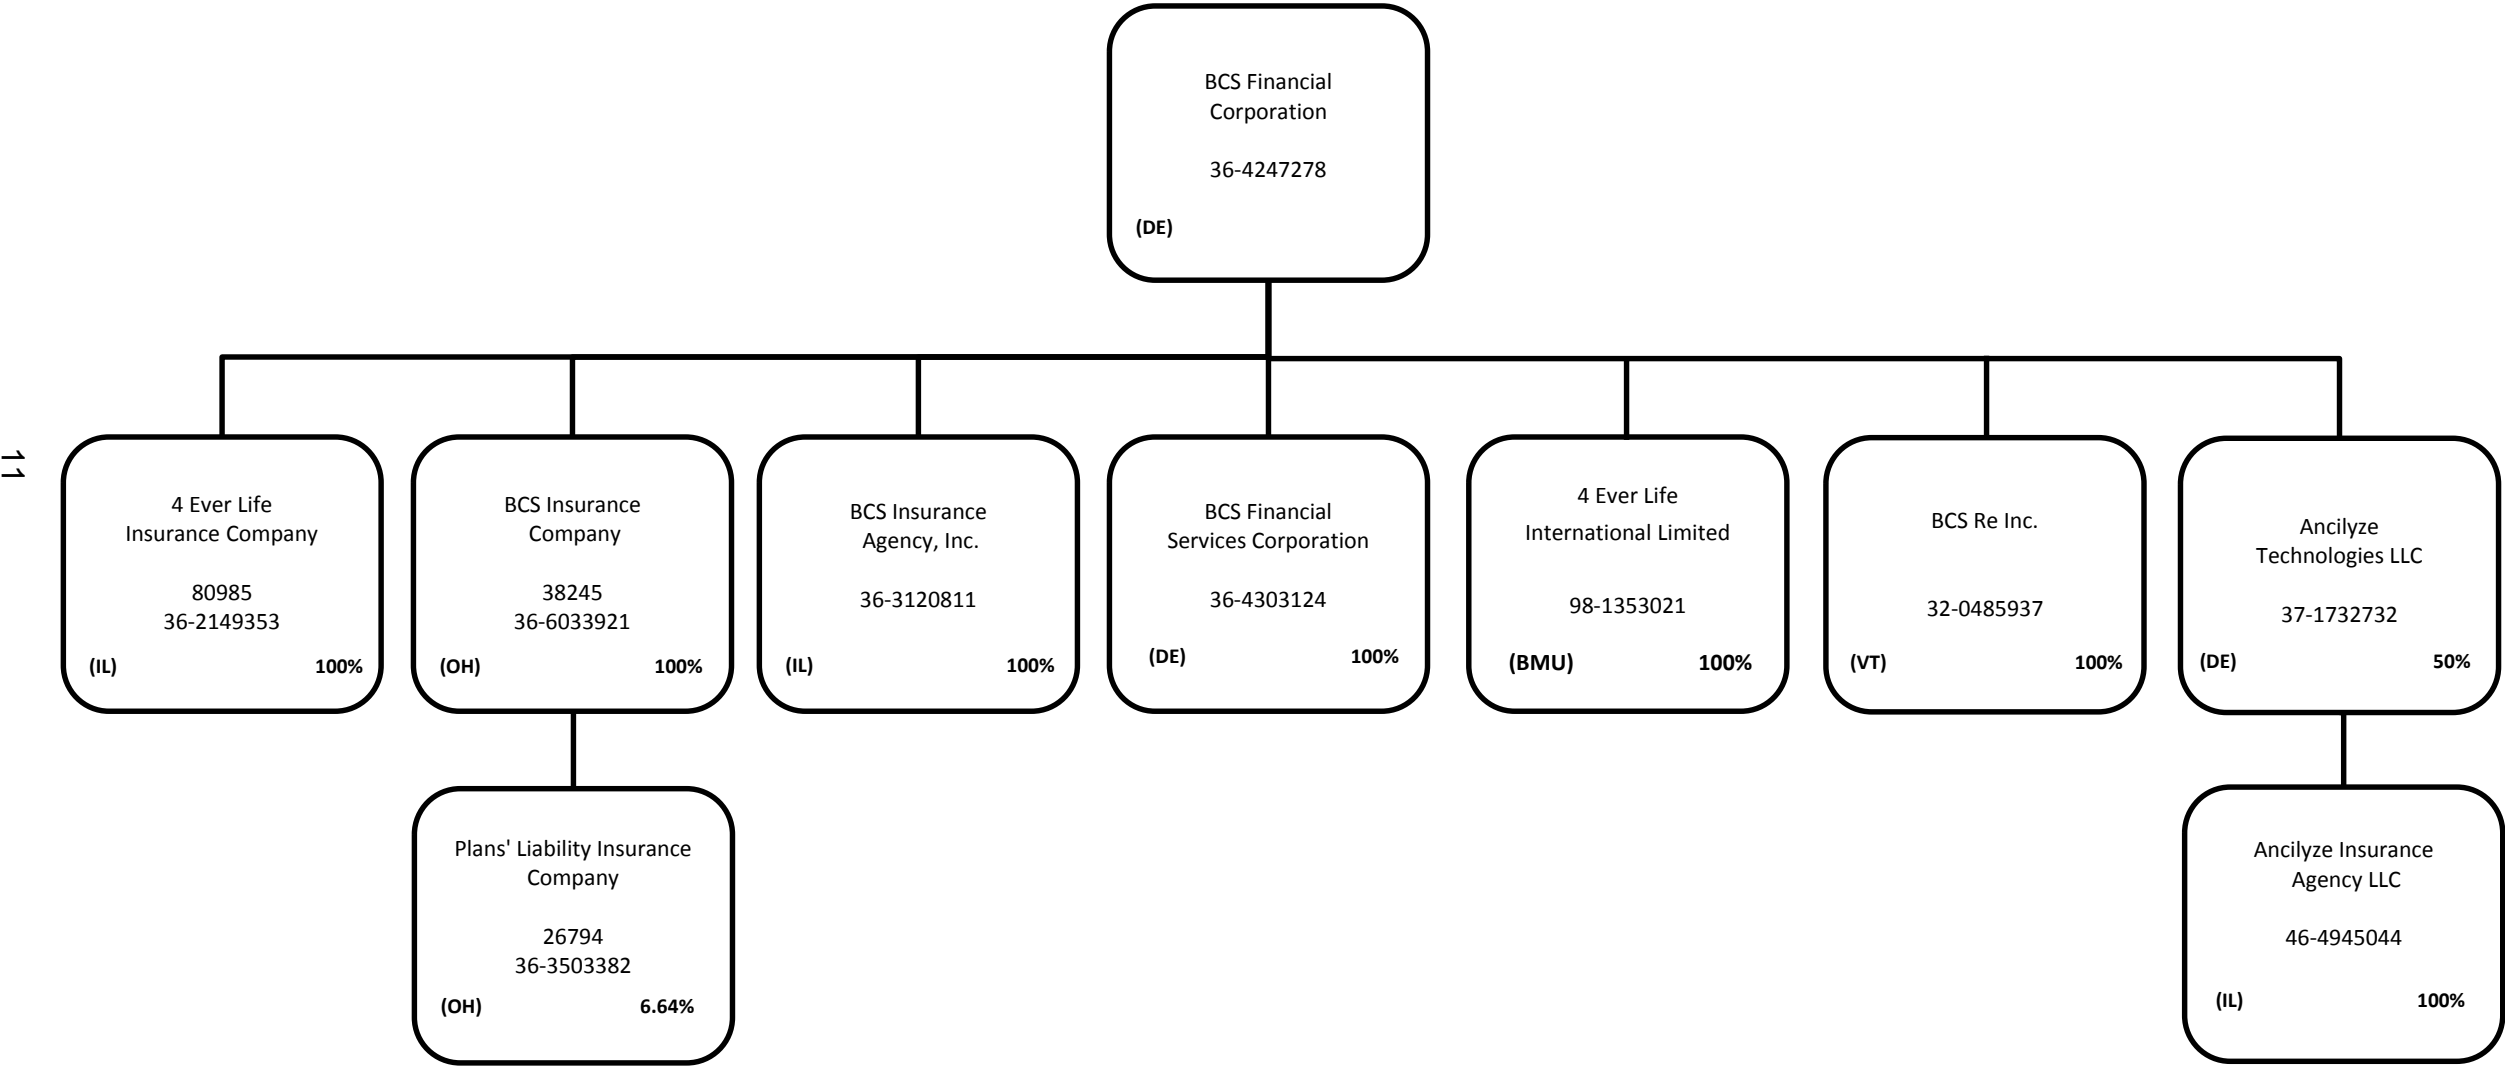 BCS Financial
Corporation
36-4247278
(DE)
11
4 Ever Life
Insurance Company
80985
36-2149353
(IL) 100%
BCS Insurance
Company
38245
36-6033921
(OH) 100%
BCS Insurance
Agency, Inc.
36-3120811
(IL) 100%
BCS Financial
Services Corporation
36-4303124
(DE) 100%
4 Ever Life
International Limited
98-1353021
(BMU) 100%
BCS Re Inc.
32-0485937
(VT) 100%
Ancilyze
Technologies LLC
37-1732732
(DE) 50%
Plans' Liability Insurance
Company
26794
36-3503382
(OH) 6.64%
Ancilyze Insurance
Agency LLC
46-4945044
(IL) 100%